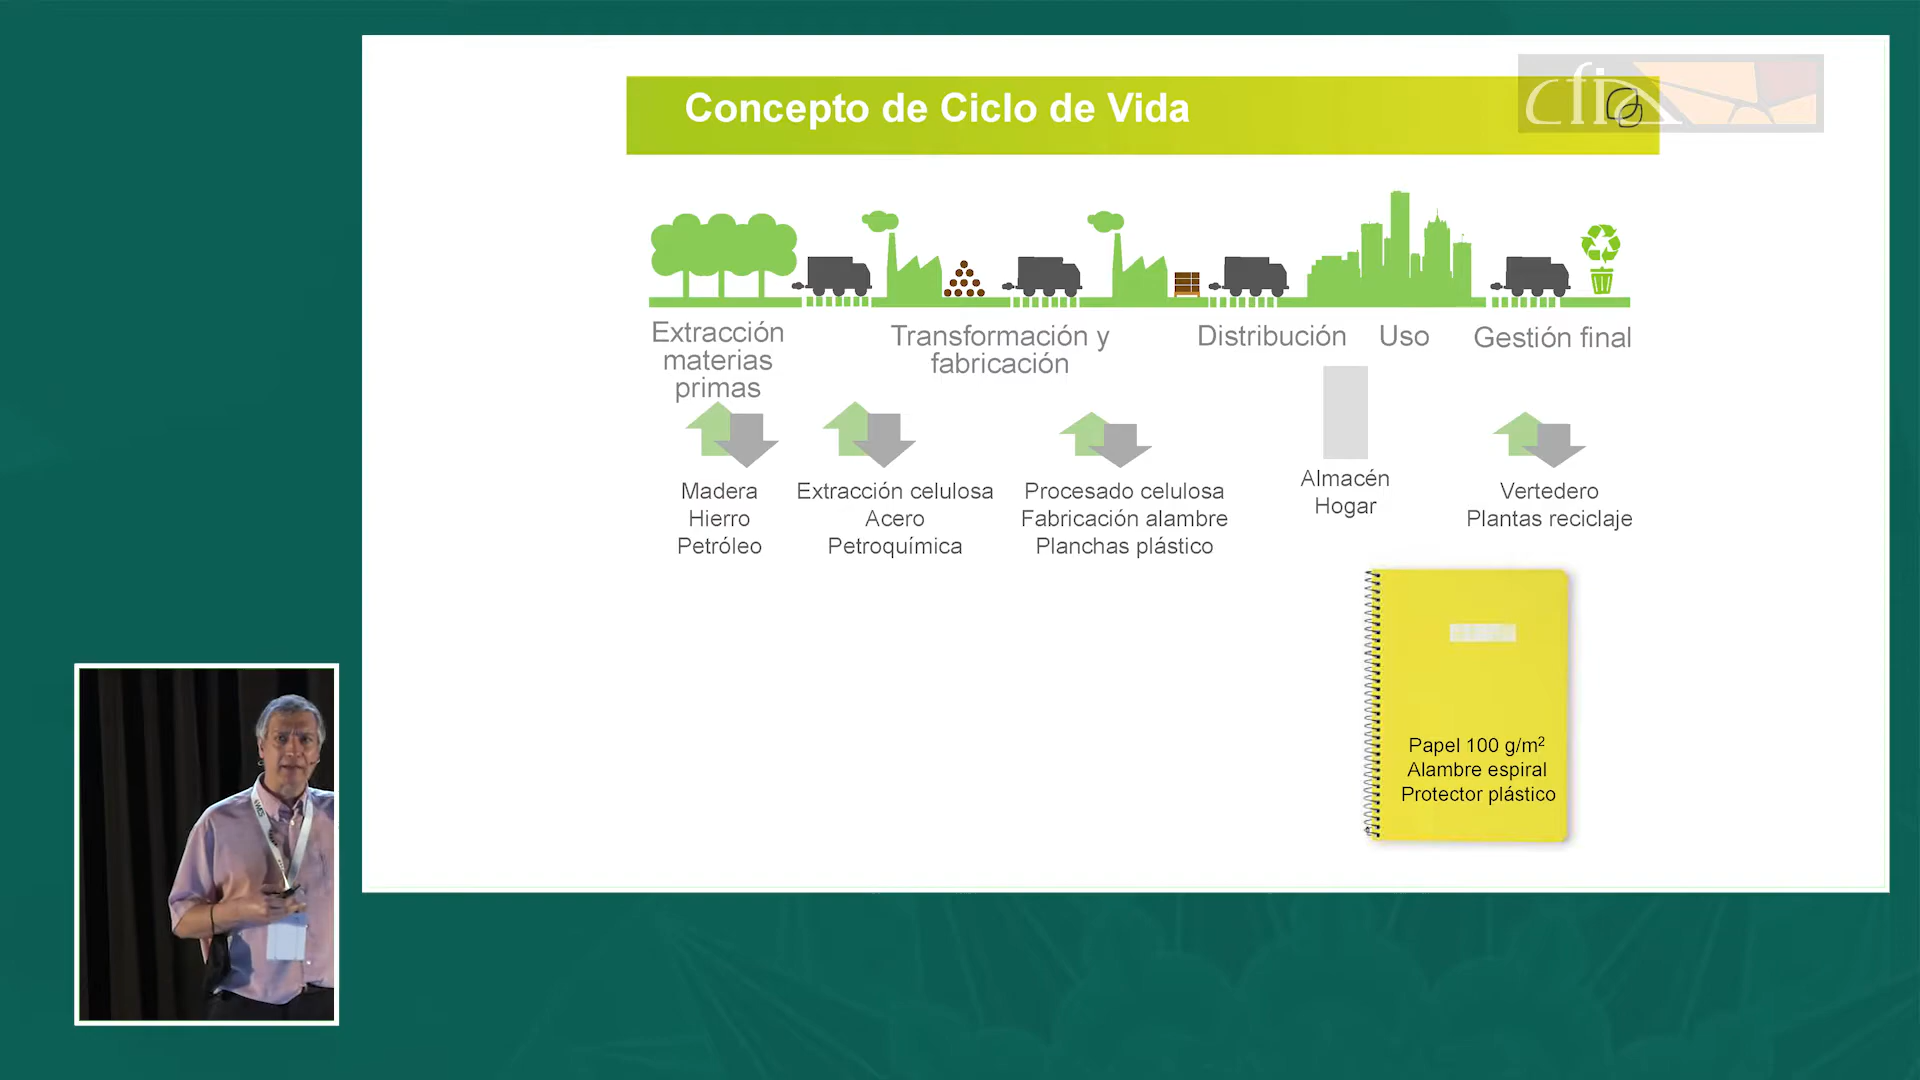 Concepto de Ciclo de Vida
cfia
Extracción
materias
primas
Transformación y
fabricación
Distribución
Uso
Gestión final
Madera
Hierro
Petróleo
Extracción celulosa
Acero
Petroquímica
Procesado celulosa
Fabricación alambre
Planchas plástico
Almacén
Hogar
Vertedero
Plantas reciclaje
Papel 100 g/m²
Alambre espiral
Protector plástico